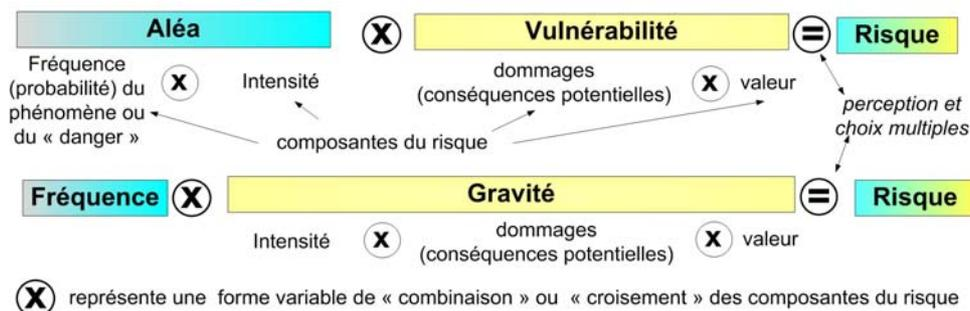 Aléa X Vulnérabilité = Risque
Fréquence
(probabilité) du
phénomène ou
du « danger »
X
Intensité
dommages
(conséquences potentielles)
X
valeur
composantes du risque
perception et
choix multiples
Fréquence X Gravité = Risque
Intensité
X
dommages
(conséquences potentielles)
X
valeur
X représente une forme variable de « combinaison » ou « croisement » des composantes du risque